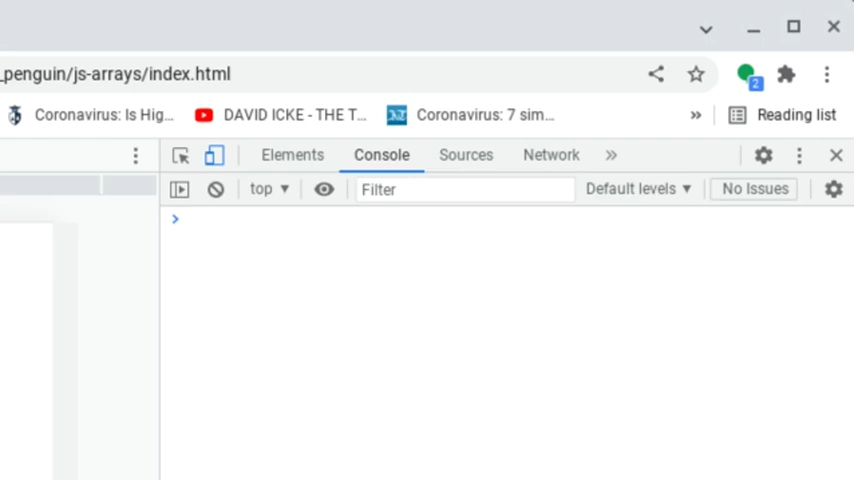 _penguin/js-arrays/index.html
2
Coronavirus: Is Hig... DAVID ICKE - THE T... Coronavirus: 7 sim... » Reading list
Elements Console Sources Network »
top Filter Default levels No Issues